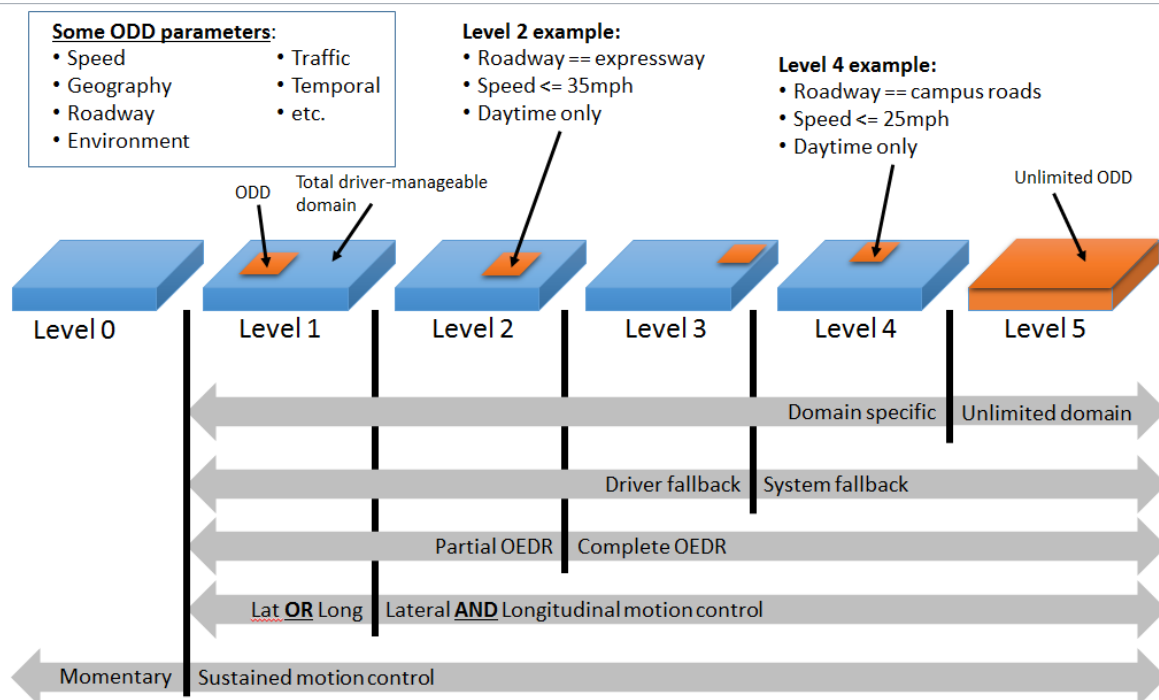 Some ODD parameters:
• Speed
• Geography
• Roadway
• Environment
• Traffic
• Temporal
• etc.
Level 2 example:
• Roadway == expressway
• Speed <= 35mph
• Daytime only
Level 4 example:
• Roadway == campus roads
• Speed <= 25mph
• Daytime only
ODD
Total driver-manageable
domain
Unlimited ODD
Level 0
Level 1
Level 2
Level 3
Level 4
Level 5
Domain specific
Unlimited domain
Driver fallback
System fallback
Partial OEDR
Complete OEDR
Lat OR Long
Lateral AND Longitudinal motion control
Momentary
Sustained motion control